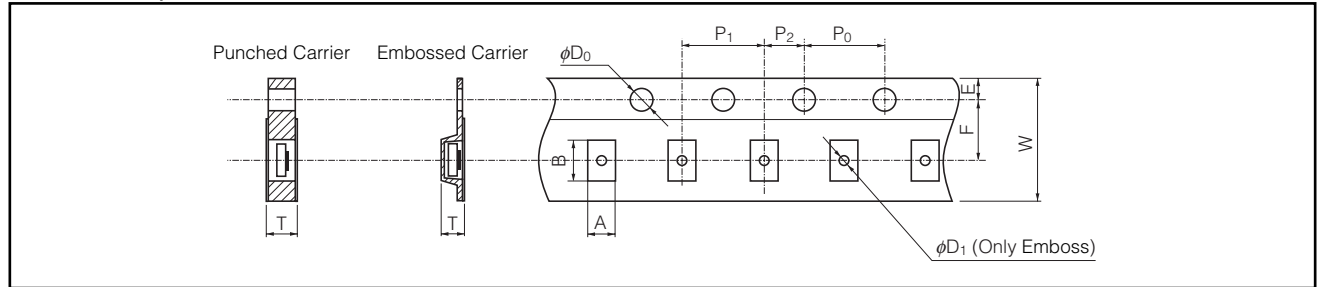 Punched Carrier
Embossed Carrier
ϕD0
P1
P2
P0
E
F
W
B
A
T
T
ϕD1 (Only Emboss)